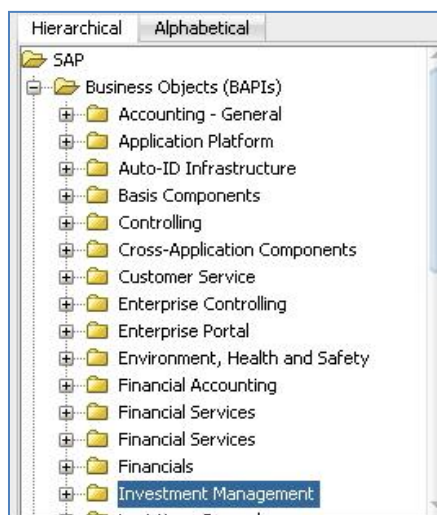 Hierarchical Alphabetical
SAP
Business Objects (BAPIs)
Accounting - General
Application Platform
Auto-ID Infrastructure
Basis Components
Controlling
Cross-Application Components
Customer Service
Enterprise Controlling
Enterprise Portal
Environment, Health and Safety
Financial Accounting
Financial Services
Financial Services
Financials
Investment Management